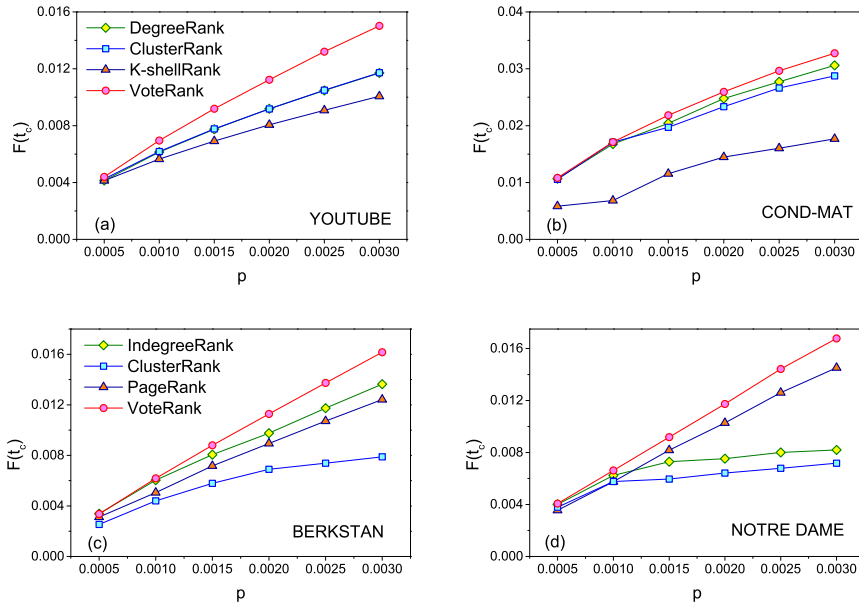 0.016
0.012
0.008
0.004
0.000
F(t_c)
DegreeRank
ClusterRank
K-shellRank
VoteRank
(a)
YOUTUBE
0.0005 0.0010 0.0015 0.0020 0.0025 0.0030
p
0.04
0.03
0.02
0.01
0.00
F(t_c)
(b)
COND-MAT
0.0005 0.0010 0.0015 0.0020 0.0025 0.0030
p
0.016
0.012
0.008
0.004
0.000
F(t_c)
IndegreeRank
ClusterRank
PageRank
VoteRank
(c)
BERKSTAN
0.0005 0.0010 0.0015 0.0020 0.0025 0.0030
p
0.016
0.012
0.008
0.004
0.000
F(t_c)
(d)
NOTRE DAME
0.0005 0.0010 0.0015 0.0020 0.0025 0.0030
p